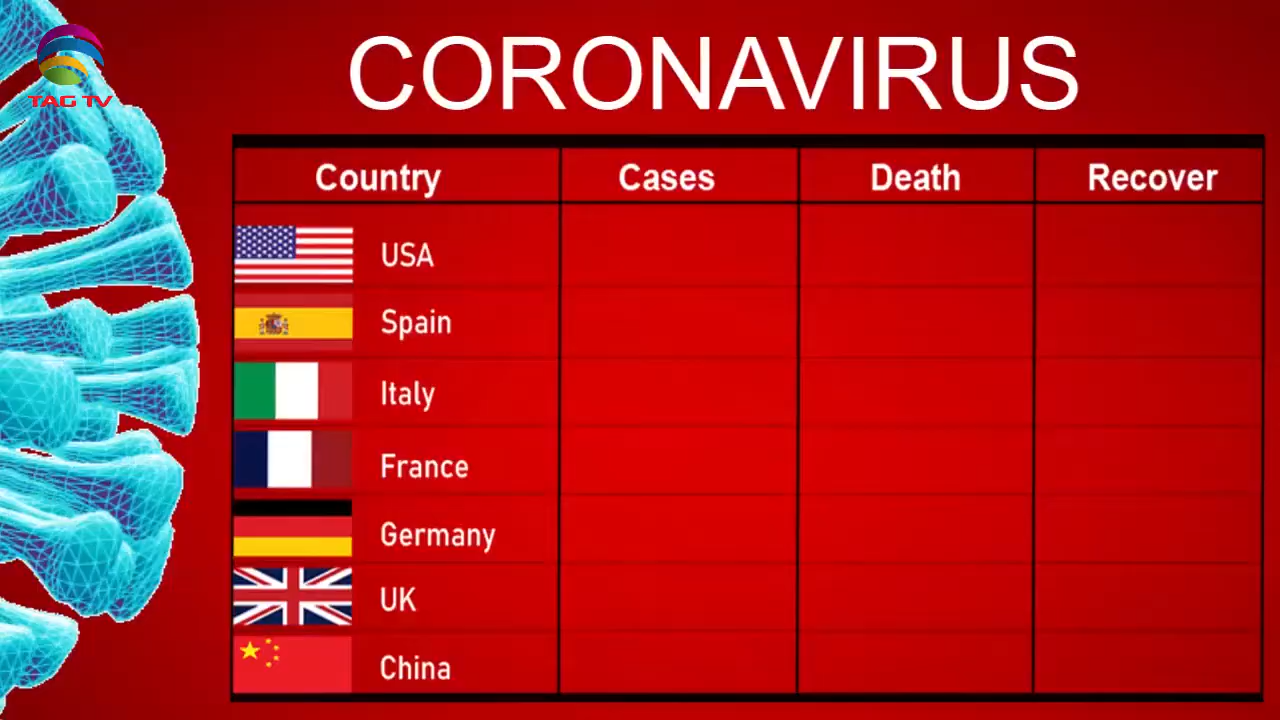 TAG TV
CORONAVIRUS
Country Cases Death Recover
USA
Spain
Italy
France
Germany
UK
China